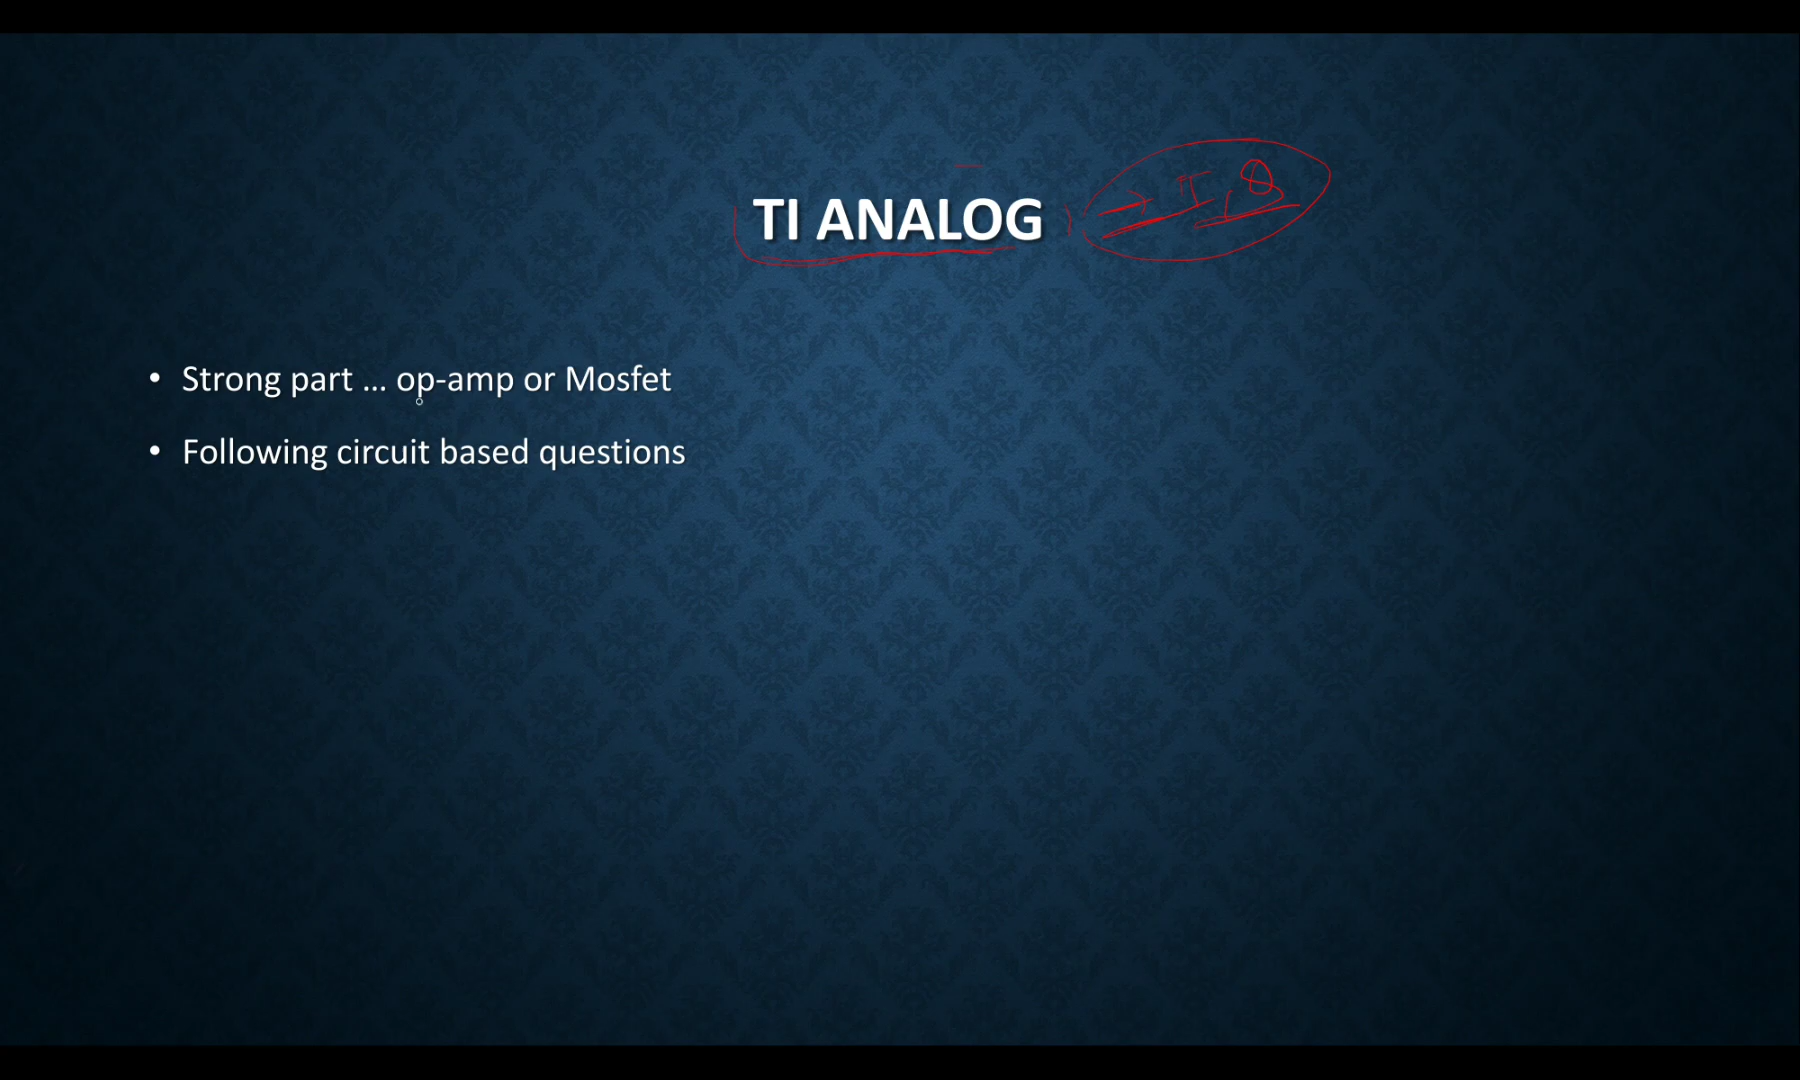 TI ANALOG
• Strong part ... op-amp or Mosfet
• Following circuit based questions